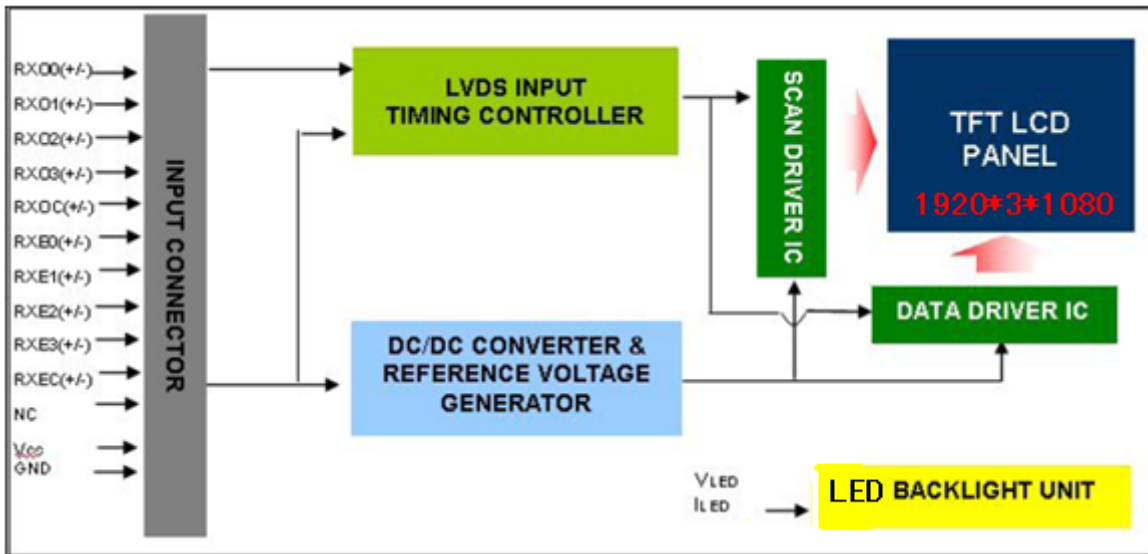 RXO0(+/-)
RXO1(+/-)
RXO2(+/-)
RXO3(+/-)
RXOC(+/-)
RXE0(+/-)
RXE1(+/-)
RXE2(+/-)
RXE3(+/-)
RXEC(+/-)
NC
Vcc
GND
INPUT CONNECTOR
LVDS INPUT
TIMING CONTROLLER
DC/DC CONVERTER &
REFERENCE VOLTAGE
GENERATOR
SCAN DRIVER IC
TFT LCD
PANEL
1920*3*1080
DATA DRIVER IC
VLED
ILED
LED BACKLIGHT UNIT